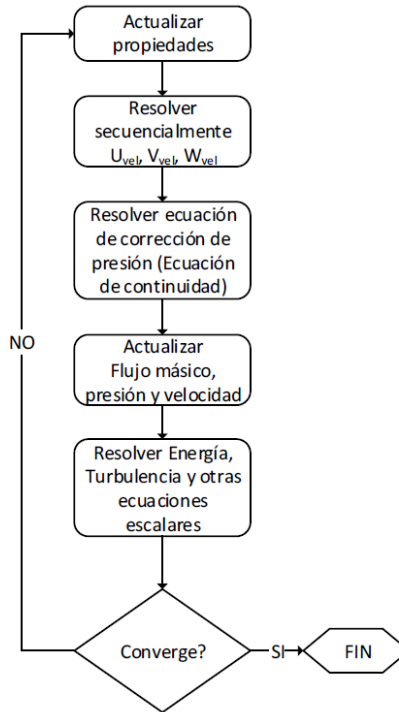 Actualizar
propiedades
Resolver
secuencialmente
Uvel, Vvel, Wvel
Resolver ecuación
de corrección de
presión (Ecuación
de continuidad)
Actualizar
Flujo másico,
presión y velocidad
Resolver Energía,
Turbulencia y otras
ecuaciones
escalares
Converge?
NO
SI
FIN